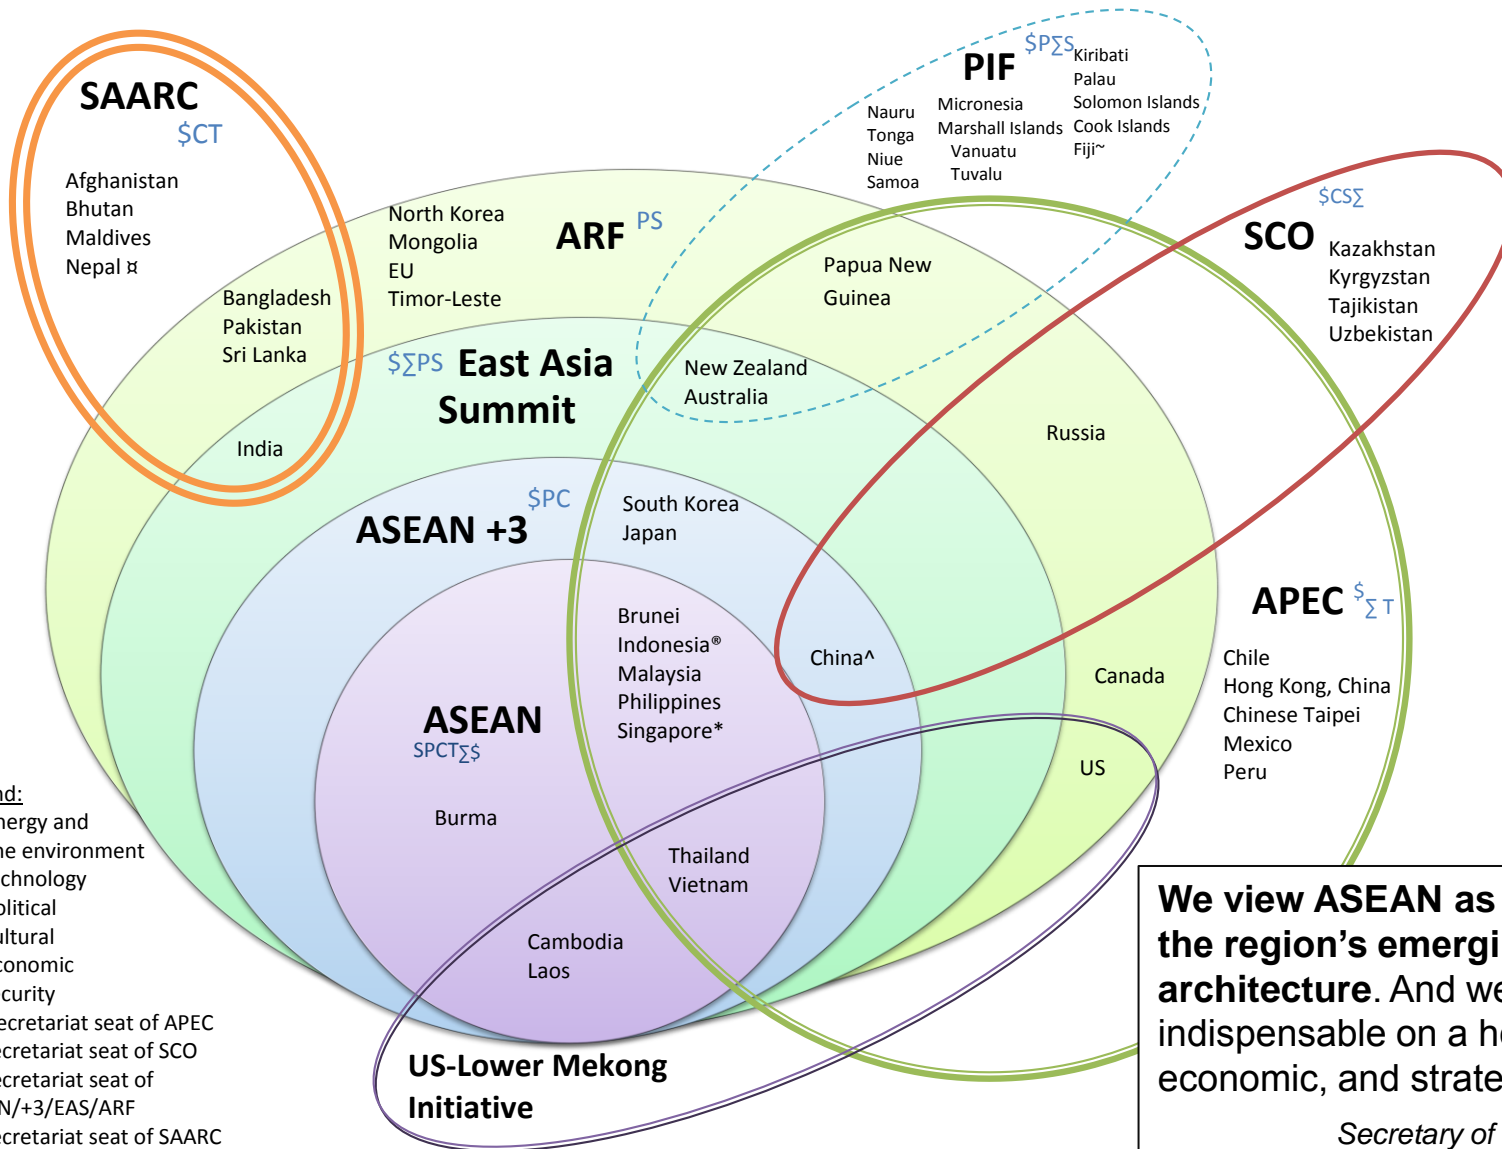 SAARC
$CT
Afghanistan
Bhutan
Maldives
Nepal ¤
Bangladesh
Pakistan
Sri Lanka
India
North Korea
Mongolia
EU
Timor-Leste
ARF PS
PIF $P∑S
Nauru
Tonga
Niue
Samoa
Micronesia
Marshall Islands
Vanuatu
Tuvalu
Kiribati
Palau
Solomon Islands
Cook Islands
Fiji~
Papua New
Guinea
$CS∑
SCO
Kazakhstan
Kyrgyzstan
Tajikistan
Uzbekistan
$∑PS East Asia
Summit
New Zealand
Australia
Russia
ASEAN +3 $PC
South Korea
Japan
Brunei
Indonesia®
Malaysia
Philippines
Singapore*
China^
Canada
US
APEC $∑ T
Chile
Hong Kong, China
Chinese Taipei
Mexico
Peru
ASEAN
SPCT∑$
Burma
Thailand
Vietnam
Cambodia
Laos
US-Lower Mekong
Initiative
nd:
nergy and
ne environment
chnology
olitical
ultural
conomic
ecurity
ecretariat seat of APEC
ecretariat seat of SCO
ecretariat seat of
N/+3/EAS/ARF
ecretariat seat of SAARC
We view ASEAN as
the region’s emergi
architecture. And we
indispensable on a ho
economic, and strate
Secretary of